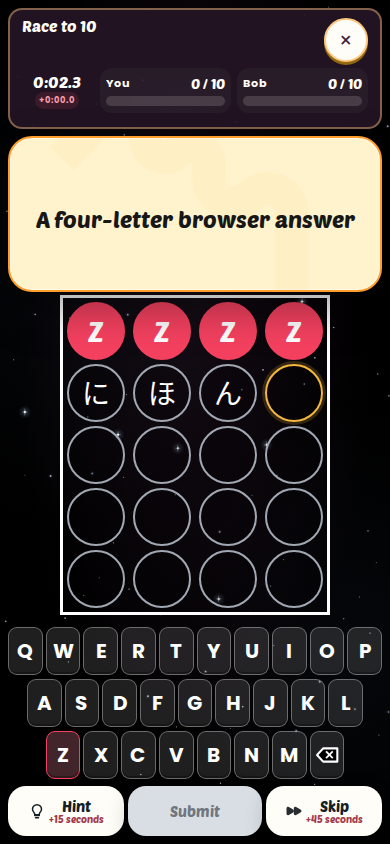 Race to 10
×
0:02.3
+0:00.0
You 0 / 10
Bob 0 / 10
A four-letter browser answer
Z Z Z Z
に ほ ん
Q W E R T Y U I O P
A S D F G H J K L
Z X C V B N M
Hint
+15 seconds
Submit
Skip
+45 seconds